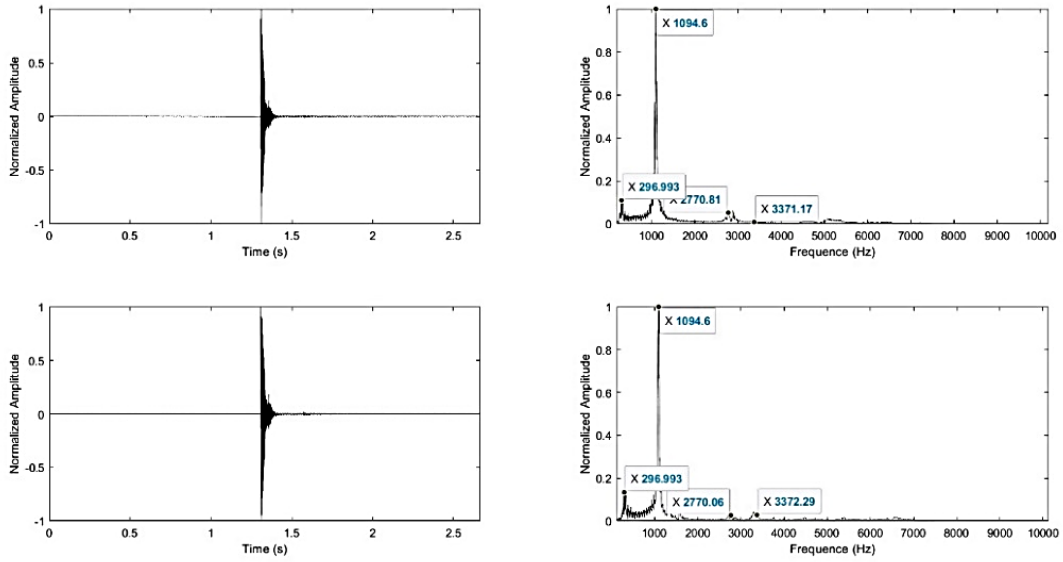 1
0.5
0
-0.5
-1
Normalized Amplitude
0 0.5 1 1.5 2 2.5
Time (s)
1
0.8
0.6
0.4
0.2
0
Normalized Amplitude
X 1094.6
X 296.993
X 2770.81
X 3371.17
1000 2000 3000 4000 5000 6000 7000 8000 9000 10000
Frequence (Hz)
1
0.5
0
-0.5
-1
Normalized Amplitude
0 0.5 1 1.5 2 2.5
Time (s)
1
0.8
0.6
0.4
0.2
0
Normalized Amplitude
X 1094.6
X 296.993
X 2770.06
X 3372.29
1000 2000 3000 4000 5000 6000 7000 8000 9000 10000
Frequence (Hz)